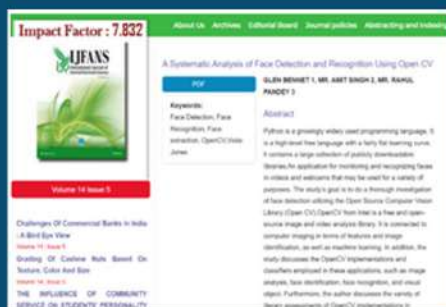 Impact Factor : 7.832
About Us Archives Editorial Board Journal policies Abstracting and Indexing
IJFANS
Volume 14 Issue 5
Challenges Of Commercial Banks in India
: A Bird Eye View
Volume 14 Issue 5
Grading Of Cashew Nuts Based On
Texture, Color And Size
Volume 14 Issue 5
THE INFLUENCE OF COMMUNITY
SERVICE ON STUDENTS' PERSONALITY
A Systematic Analysis of Face Detection and Recognition Using Open CV
PDF
Keywords:
Face Detection, Face
Recognition, Face
extraction, OpenCV,Viola
Jones
GLEN BENNET 1, MR. AMIT SINGH 2, MR. RAHUL
PANDEY 3
Abstract
Python is a growingly widely used programming language. It
is a high-level free language with a fairly flat learning curve.
It contains a large collection of publicly downloadable
libraries.An application for monitoring and recognizing faces
in videos and webcams that may be used for a variety of
purposes. The study's goal is to do a thorough investigation
of face detection utilizing the Open Source Computer Vision
Library (Open CV).OpenCV from Intel is a free and open-
source image and video analysis library. It is connected to
computer imaging in terms of features and image
identification, as well as machine learning. In addition, the
study discusses the OpenCV implementations and
classifiers employed in these applications, such as image
analysis, face identification, face recognition, and visual
object. Furthermore, the author discusses the variety of
literary assessments of OpenCV implementations in